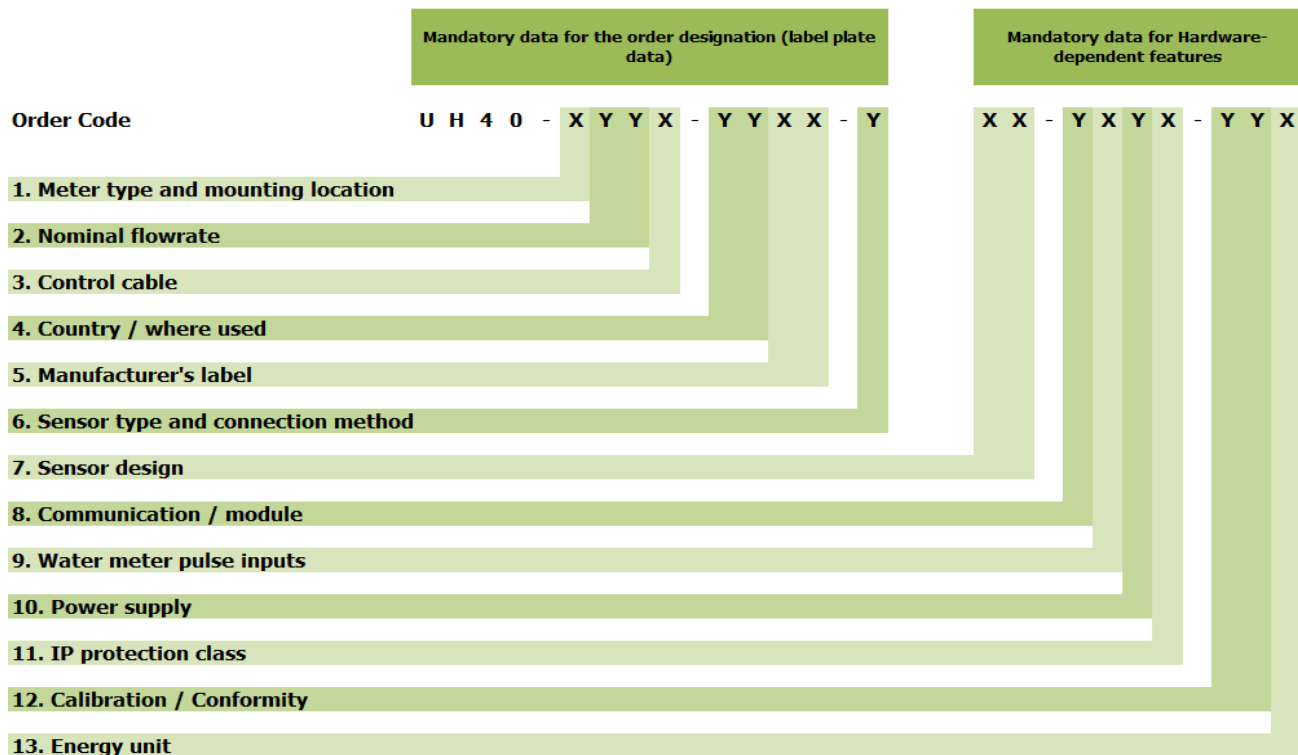 Mandatory data for the order designation (label plate
data)
Mandatory data for Hardware-
dependent features
Order Code U H 4 0 - X Y Y X - Y Y X X - Y X X - Y X Y X - Y Y X
1. Meter type and mounting location
2. Nominal flowrate
3. Control cable
4. Country / where used
5. Manufacturer's label
6. Sensor type and connection method
7. Sensor design
8. Communication / module
9. Water meter pulse inputs
10. Power supply
11. IP protection class
12. Calibration / Conformity
13. Energy unit